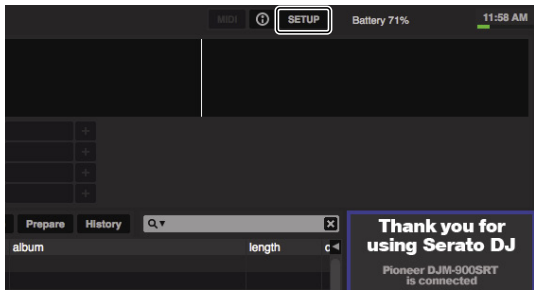 MIDI SETUP Battery 71% 11:58 AM
Prepare History
album length
Thank you for
using Serato DJ
Pioneer DJM-900SRT
is connected